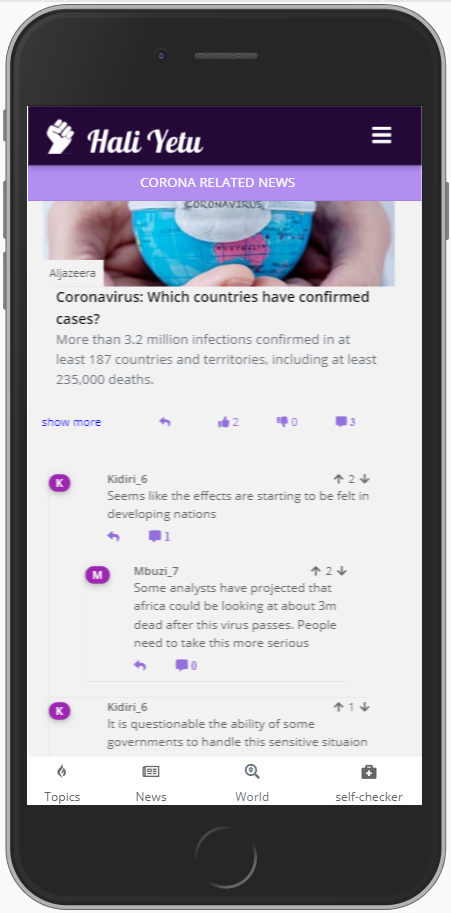 Hali Yetu
CORONA RELATED NEWS
CORONAVIRUS
Aljazeera
Coronavirus: Which countries have confirmed
cases?
More than 3.2 million infections confirmed in at
least 187 countries and territories, including at least
235,000 deaths.
show more 2 0 3
K Kidiri_6 2
Seems like the effects are starting to be felt in
developing nations
1
M Mbuzi_7 2
Some analysts have projected that
africa could be looking at about 3m
dead after this virus passes. People
need to take this more serious
0
K Kidiri_6 1
It is questionable the ability of some
governments to handle this sensitive situaion
Topics News World self-checker